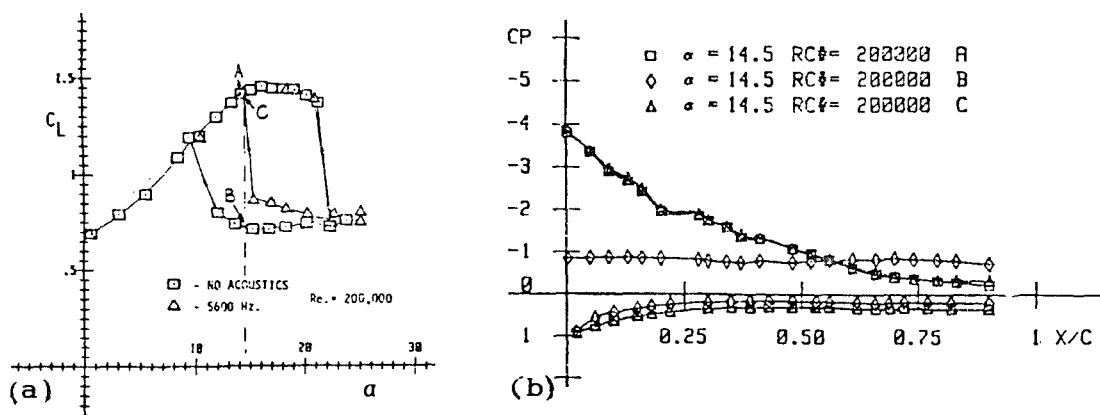 (a)
C_L
1.5
1
.5
A
C
B
⊡ - NO ACOUSTICS
△ - 5600 Hz.
Re. = 200,000
10
20
30
α
(b)
CP
-5
-4
-3
-2
-1
0
1
□ α = 14.5 RC#= 200300 A
◇ α = 14.5 RC#= 200000 B
△ α = 14.5 RC#= 200000 C
0.25
0.50
0.75
1
X/C